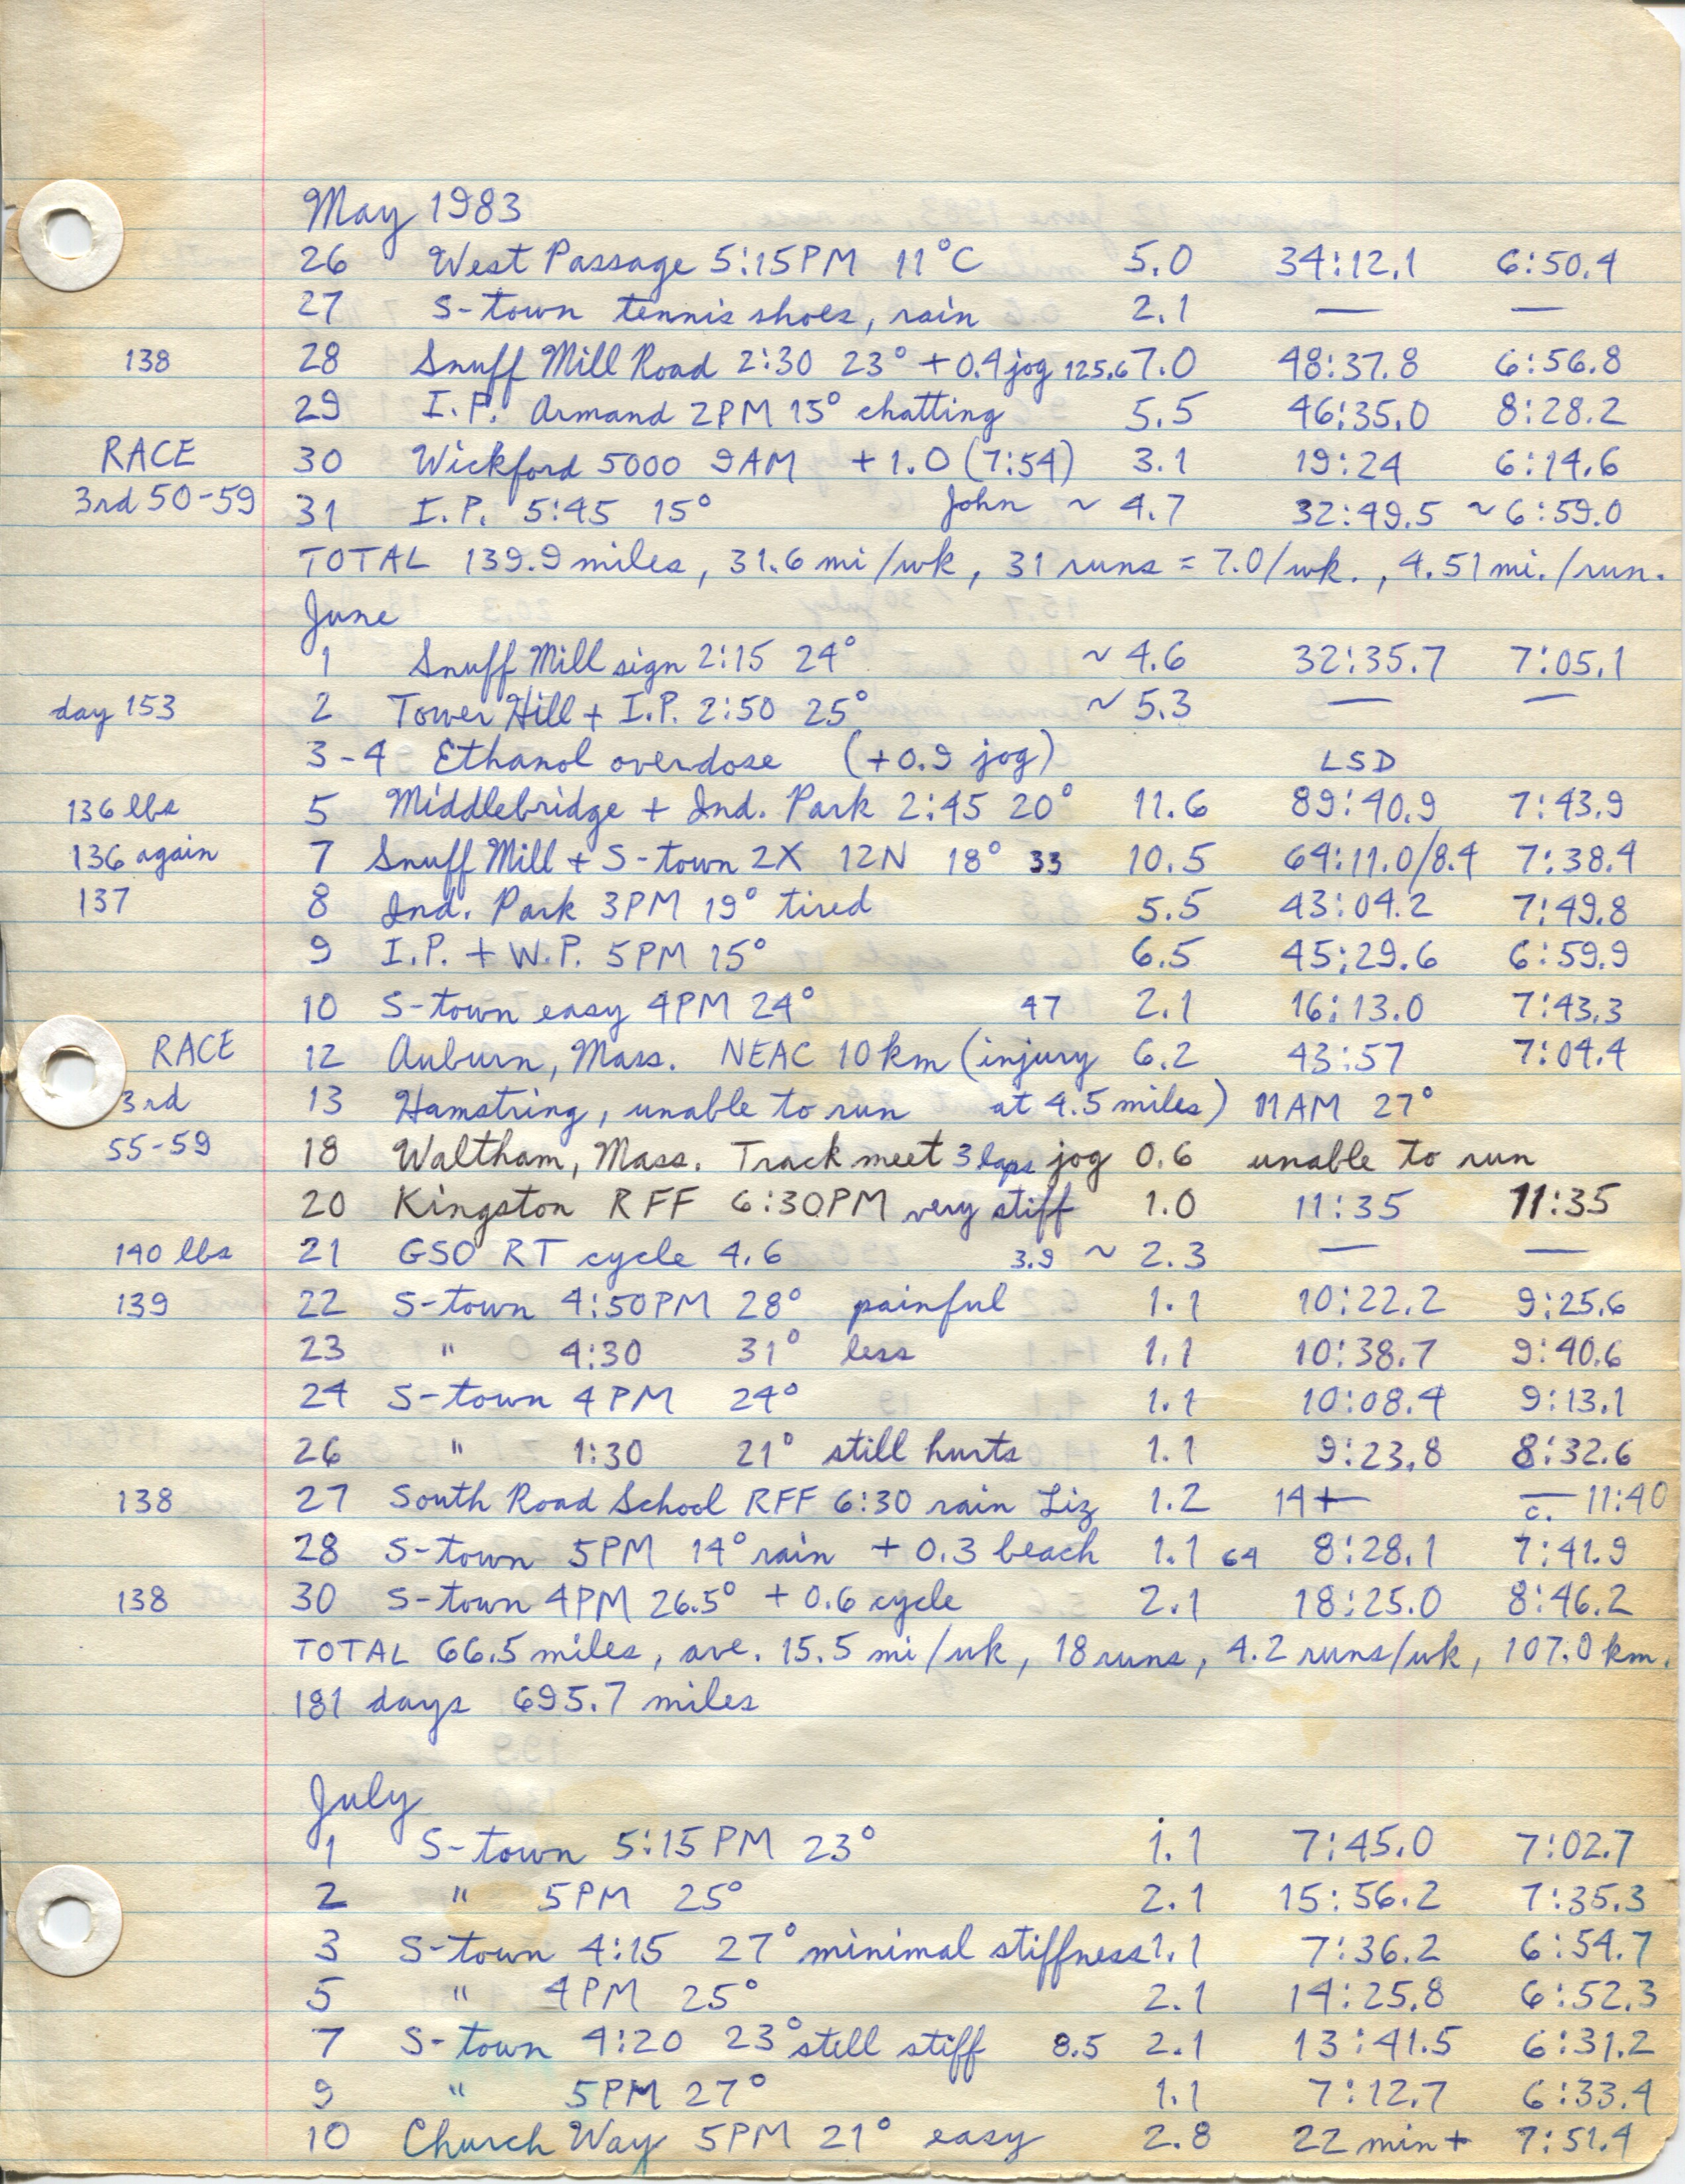 May 1983
26 West Passage 5:15PM 11°C 5.0 34:12.1 6:50.4
27 S-town tennis shoes, rain 2.1 — —
138 28 Snuff Mill Road 2:30 23° + 0.4 jog 125.6 7.0 48:37.8 6:56.8
29 I.P. Armand 2PM 15° chatting 5.5 46:35.0 8:28.2
RACE 30 Wickford 5000 9AM + 1.0 (7:54) 3.1 19:24 6:14.6
3rd 50-59 31 I.P. 5:45 15° John ~ 4.7 32:49.5 ~6:59.0
TOTAL 139.9 miles, 31.6 mi/wk, 31 runs = 7.0/wk., 4.51 mi./run.
June
1 Snuff Mill sign 2:15 24° ~ 4.6 32:35.7 7:05.1
day 153 2 Tower Hill + I.P. 2:50 25° ~ 5.3 — —
3-4 Ethanol overdose (+0.9 jog) LSD
136 lbs 5 Middlebridge + Ind. Park 2:45 20° 11.6 89:40.9 7:43.9
136 again 7 Snuff Mill + S-town 2X 12N 18° 33 10.5 64:11.0/8.4 7:38.4
137 8 Ind. Park 3PM 19° tired 5.5 43:04.2 7:49.8
9 I.P. + W.P. 5PM 15° 6.5 45:29.6 6:59.9
10 S-town easy 4PM 24° 47 2.1 16:13.0 7:43.3
RACE 12 Auburn, Mass. NEAC 10km (injury 6.2 43:57 7:04.4
3rd 13 Hamstring, unable to run at 4.5 miles) 11AM 27°
55-59 18 Waltham, Mass. Track meet 3 laps jog 0.6 unable to run
20 Kingston RFF 6:30PM very stiff 1.0 11:35 11:35
140 lbs 21 GSO RT cycle 4.6 3.9 ~ 2.3 — —
139 22 S-town 4:50PM 28° painful 1.1 10:22.2 9:25.6
23 " 4:30 31° less 1.1 10:38.7 9:40.6
24 S-town 4PM 24° 1.1 10:08.4 9:13.1
26 " 1:30 21° still hurts 1.1 9:23.8 8:32.6
138 27 South Road School RFF 6:30 rain Liz 1.2 14+— — c. 11:40
28 S-town 5PM 14° rain + 0.3 beach 1.1 64 8:28.1 7:41.9
138 30 S-town 4PM 26.5° + 0.6 cycle 2.1 18:25.0 8:46.2
TOTAL 66.5 miles, ave. 15.5 mi/wk, 18 runs, 4.2 runs/wk, 107.0 km.
181 days 695.7 miles
July
1 S-town 5:15 PM 23° 1.1 7:45.0 7:02.7
2 " 5PM 25° 2.1 15:56.2 7:35.3
3 S-town 4:15 27° minimal stiffness 1.1 7:36.2 6:54.7
5 " 4PM 25° 2.1 14:25.8 6:52.3
7 S-town 4:20 23° still stiff 8.5 2.1 13:41.5 6:31.2
9 " 5PM 27° 1.1 7:12.7 6:33.4
10 Church Way 5PM 21° easy 2.8 22 min+ 7:51.4